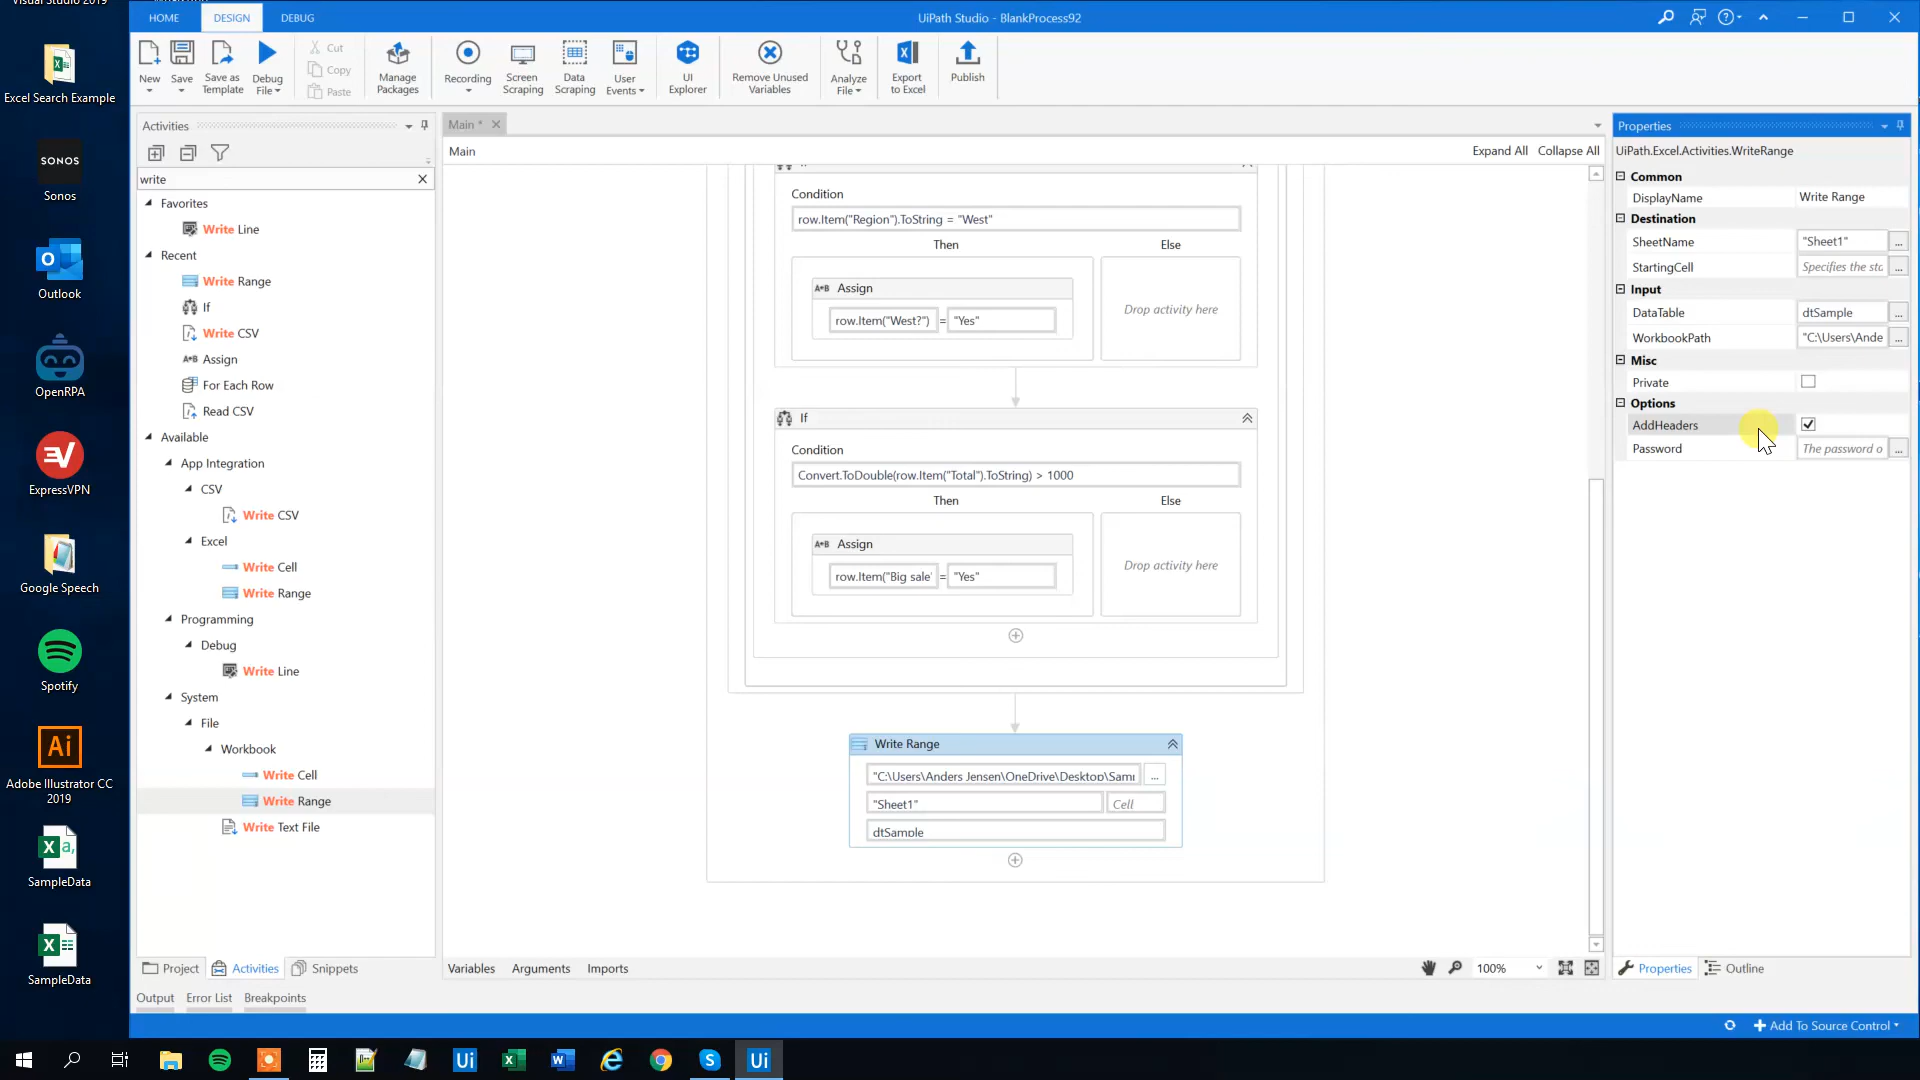 Visual Studio 2019
HOME
DESIGN
DEBUG
UiPath Studio - BlankProcess92
New
Save
Save as Template
Debug File
Cut
Copy
Paste
Manage Packages
Recording
Screen Scraping
Data Scraping
User Events
UI Explorer
Remove Unused Variables
Analyze File
Export to Excel
Publish
Excel Search Example
SONOS
Sonos
Outlook
OpenRPA
ExpressVPN
Google Speech
Spotify
Ai
Adobe Illustrator CC 2019
SampleData
SampleData
Activities
write
Favorites
Write Line
Recent
Write Range
If
Write CSV
A*B Assign
For Each Row
Read CSV
Available
App Integration
CSV
Write CSV
Excel
Write Cell
Write Range
Programming
Debug
Write Line
System
File
Workbook
Write Cell
Write Range
Write Text File
Project
Activities
Snippets
Output
Error List
Breakpoints
Main *
Main
Expand All
Collapse All
Condition
row.Item("Region").ToString = "West"
Then
Else
A*B Assign
row.Item("West?") = "Yes"
Drop activity here
If
Condition
Convert.ToDouble(row.Item("Total").ToString) > 1000
Then
Else
A*B Assign
row.Item("Big sale' = "Yes"
Drop activity here
Write Range
"C:\Users\Anders Jensen\OneDrive\Desktop\Sam
...
"Sheet1"
Cell
dtSample
Variables
Arguments
Imports
100%
Properties
UiPath.Excel.Activities.WriteRange
Common
DisplayName Write Range
Destination
SheetName "Sheet1" ...
StartingCell Specifies the sta ...
Input
DataTable dtSample ...
WorkbookPath "C:\Users\Ande ...
Misc
Private
Options
AddHeaders
Password The password o ...
Properties
Outline
Add To Source Control
Ui
Ui